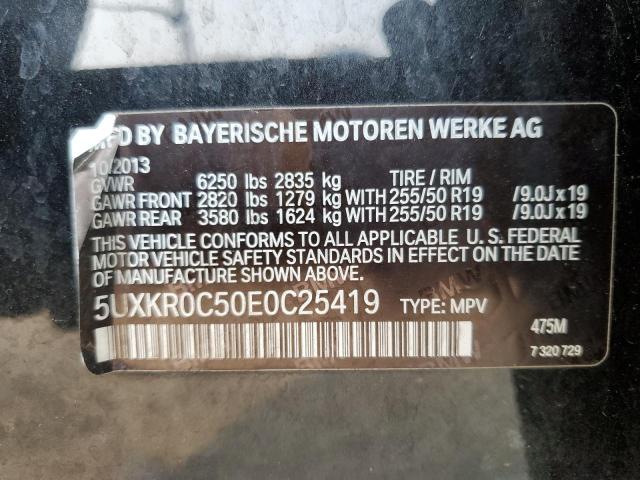 MFD BY BAYERISCHE MOTOREN WERKE AG
10/2013
GVWR 6250 lbs 2835 kg TIRE / RIM
GAWR FRONT 2820 lbs 1279 kg WITH 255/50 R19 /9.0J x 19
GAWR REAR 3580 lbs 1624 kg WITH 255/50 R19 /9.0J x 19
THIS VEHICLE CONFORMS TO ALL APPLICABLE U.S. FEDERAL
MOTOR VEHICLE SAFETY STANDARDS IN EFFECT ON THE DATE
OF MANUFACTURE SHOWN ABOVE.
5UXKR0C50E0C25419 TYPE: MPV
475M
7 320 729